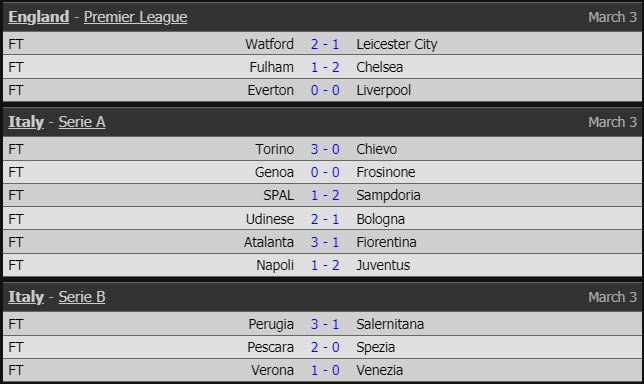 England - Premier League March 3
FT Watford 2 - 1 Leicester City
FT Fulham 1 - 2 Chelsea
FT Everton 0 - 0 Liverpool
Italy - Serie A March 3
FT Torino 3 - 0 Chievo
FT Genoa 0 - 0 Frosinone
FT SPAL 1 - 2 Sampdoria
FT Udinese 2 - 1 Bologna
FT Atalanta 3 - 1 Fiorentina
FT Napoli 1 - 2 Juventus
Italy - Serie B March 3
FT Perugia 3 - 1 Salernitana
FT Pescara 2 - 0 Spezia
FT Verona 1 - 0 Venezia